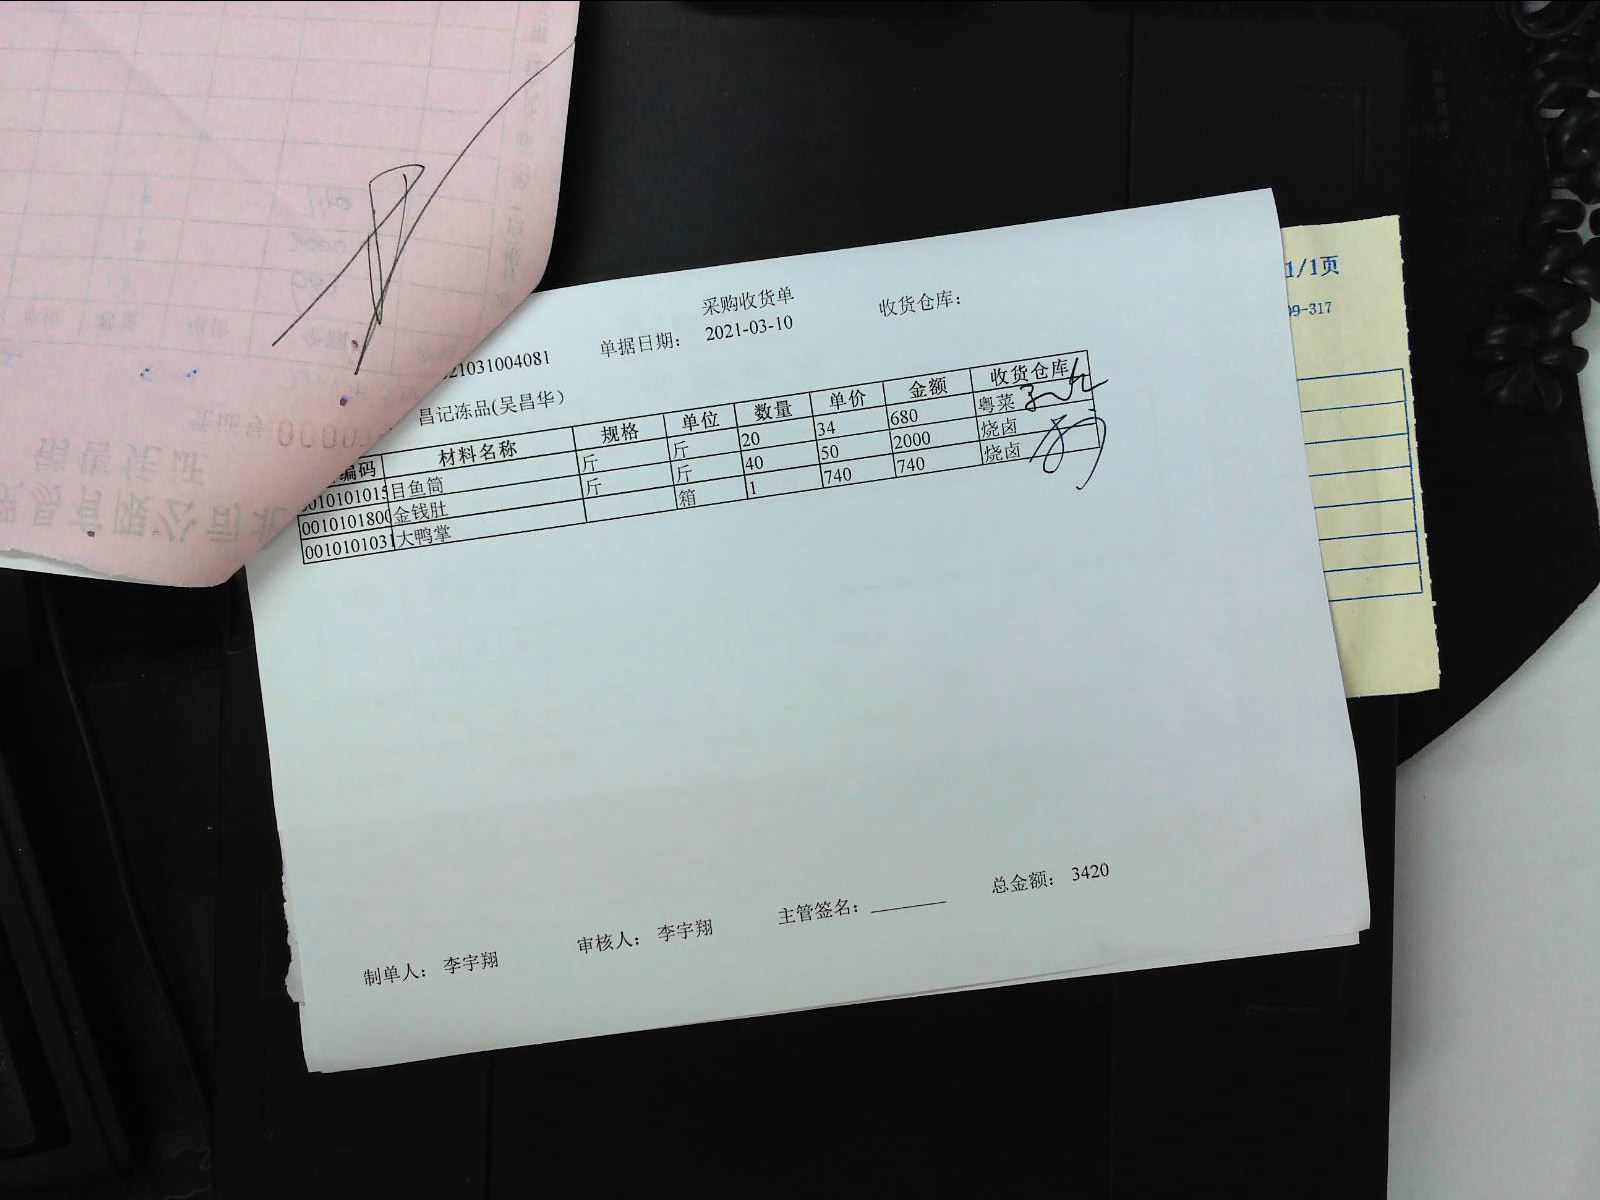 采购收货单
21031004081 单据日期： 2021-03-10 收货仓库：
昌记冻品(吴昌华)
编码 材料名称 规格 单位 数量 单价 金额 收货仓库
010101015 目鱼筒 斤 斤 20 34 680 粤菜
0010101800 金钱肚 斤 斤 40 50 2000 烧卤
0010101031 大鸭掌 箱 1 740 740 烧卤
制单人： 李宇翔 审核人： 李宇翔 主管签名： 总金额： 3420
1/1页
09-317